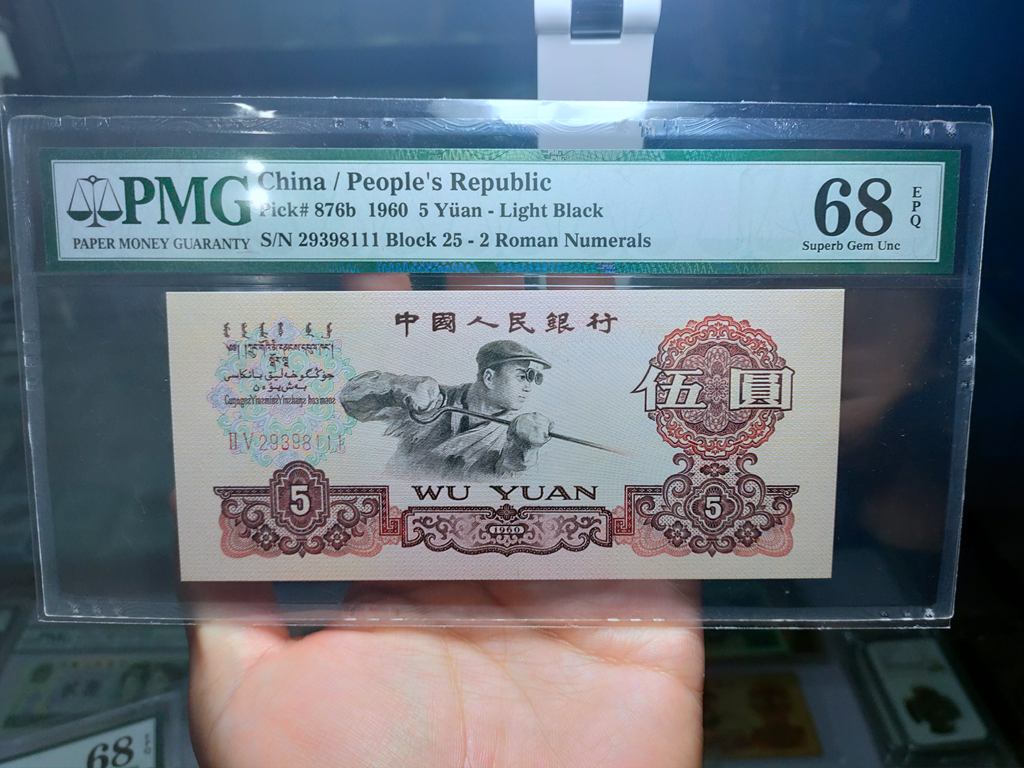 PMG
PAPER MONEY GUARANTY
China / People's Republic
Pick# 876b 1960 5 Yüan - Light Black
S/N 29398111 Block 25 - 2 Roman Numerals
68
EPQ
Superb Gem Unc
中國人民銀行
伍圓
II V 29398111
5
WU YUAN
5
1960
68